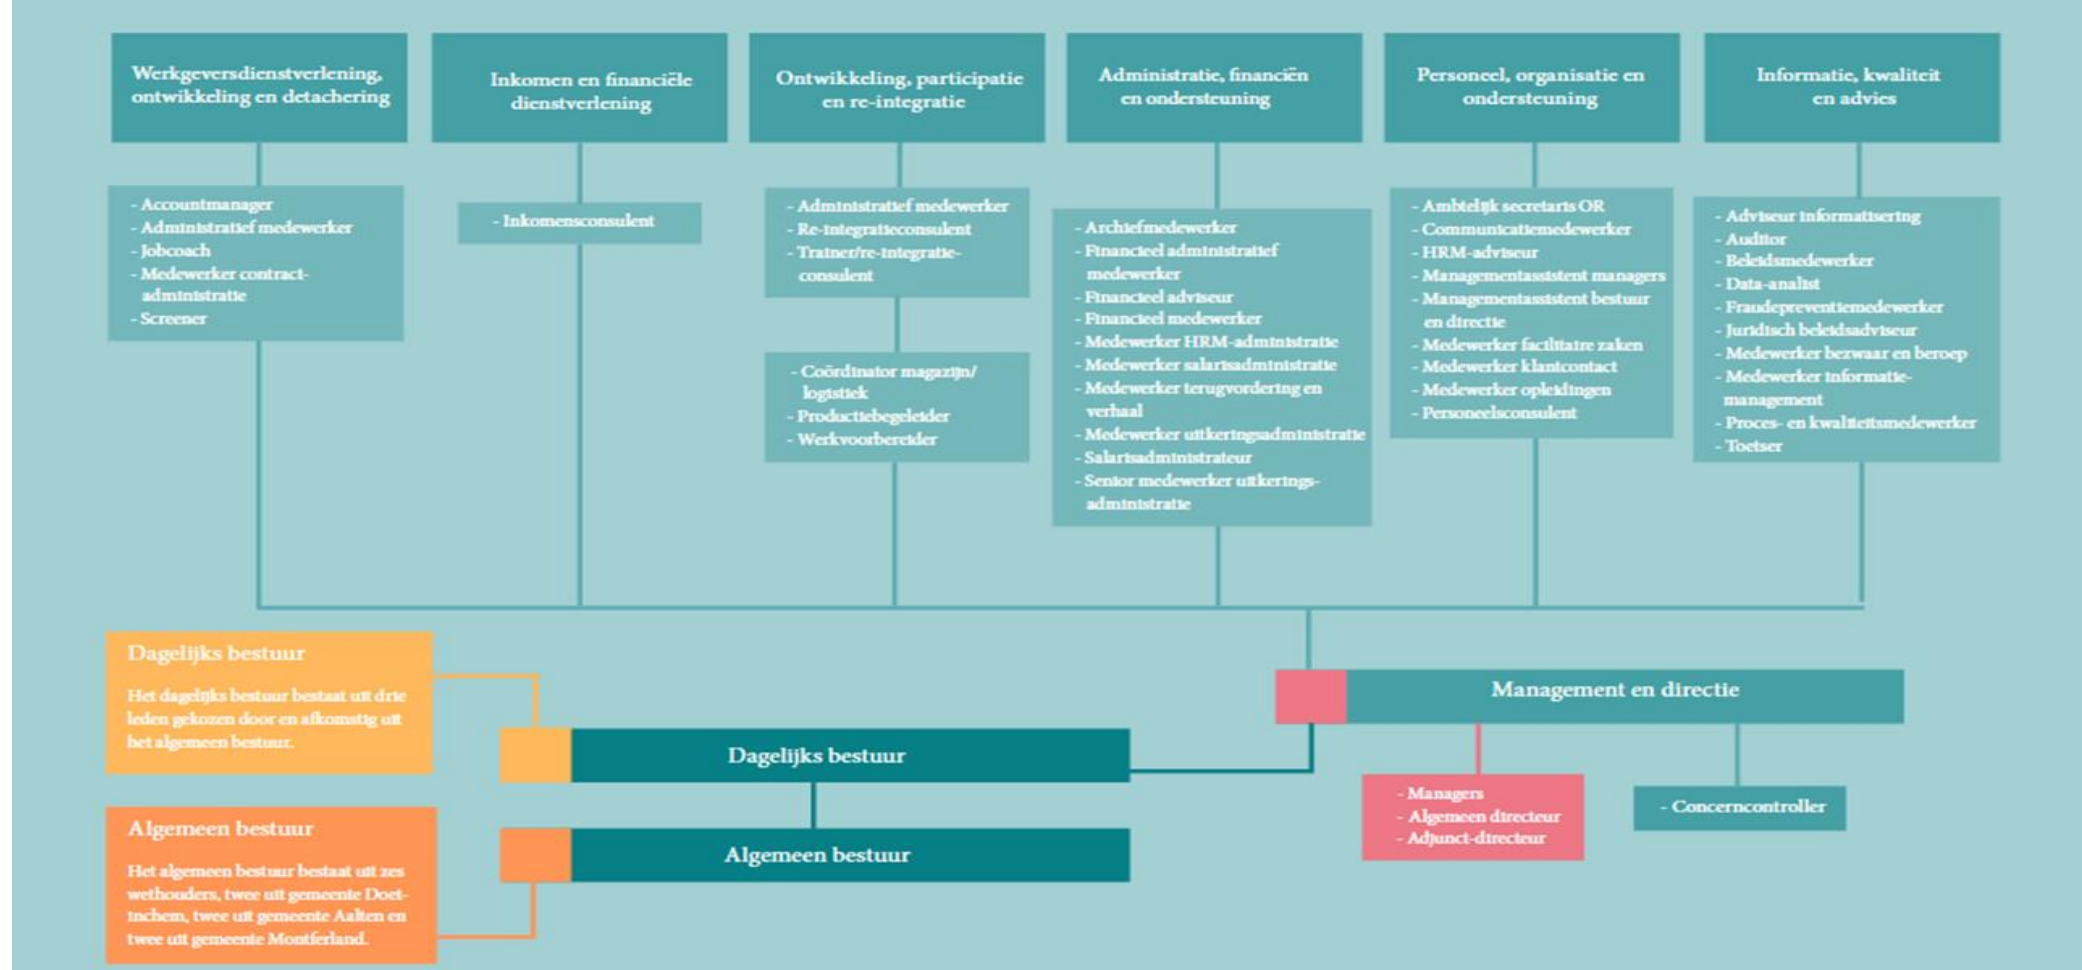 Werkgeversdienstverlening,
ontwikkeling en detachering
- Accountmanager
- Administratief medewerker
- Jobcoach
- Medewerker contract-
administratie
- Screener
Inkomen en financiële
dienstverlening
- Inkomensconsulent
Ontwikkeling, participatie
en re-integratie
- Administratief medewerker
- Re-integratieconsulent
- Trainer/re-integratie-
consulent
- Coördinator magazijn/
logistiek
- Productiebegeleider
- Werkvoorbereider
Administratie, financiën
en ondersteuning
- Archiefmedewerker
- Financieel administratief
medewerker
- Financieel adviseur
- Financieel medewerker
- Medewerker HRM-administratie
- Medewerker salarisadministratie
- Medewerker terugvordering en
verhaal
- Medewerker uitkeringsadministratie
- Salarisadministrateur
- Senior medewerker uitkerings-
administratie
Personeel, organisatie en
ondersteuning
- Ambtelijk secretaris OR
- Communicatiemedewerker
- HRM-adviseur
- Managementassistent managers
- Managementassistent bestuur
en directie
- Medewerker facilitaire zaken
- Medewerker klantcontact
- Medewerker opleidingen
- Personeelsconsulent
Informatie, kwaliteit
en advies
- Adviseur informatisering
- Auditor
- Beleidsmedewerker
- Data-analist
- Fraudepreventiemedewerker
- Juridisch beleidsadviseur
- Medewerker bezwaar en beroep
- Medewerker informatie-
management
- Proces- en kwaliteitsmedewerker
- Toetser
Dagelijks bestuur
Het dagelijks bestuur bestaat uit drie
leden gekozen door en afkomstig uit
het algemeen bestuur.
Algemeen bestuur
Het algemeen bestuur bestaat uit zes
wethouders, twee uit gemeente Doet-
inchem, twee uit gemeente Aalten en
twee uit gemeente Montferland.
Dagelijks bestuur
Algemeen bestuur
Management en directie
- Managers
- Algemeen directeur
- Adjunct-directeur
- Concerncontroller